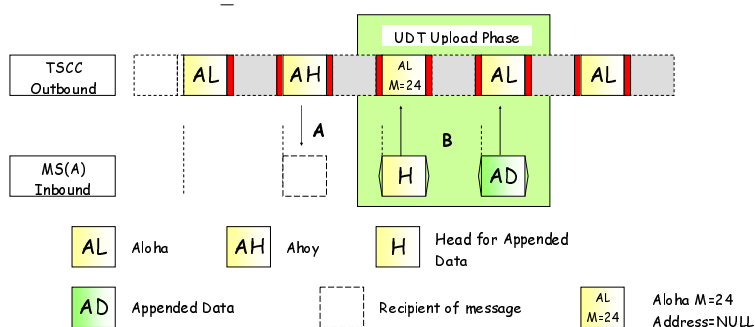 UDT Upload Phase
TSCC
Outbound
AL
AH
AL
M=24
AL
AL
A
B
MS(A)
Inbound
H
AD
AL
Aloha
AH
Ahoy
H
Head for Appended
Data
AD
Appended Data
Recipient of message
AL
M=24
Aloha M=24
Address=NULL